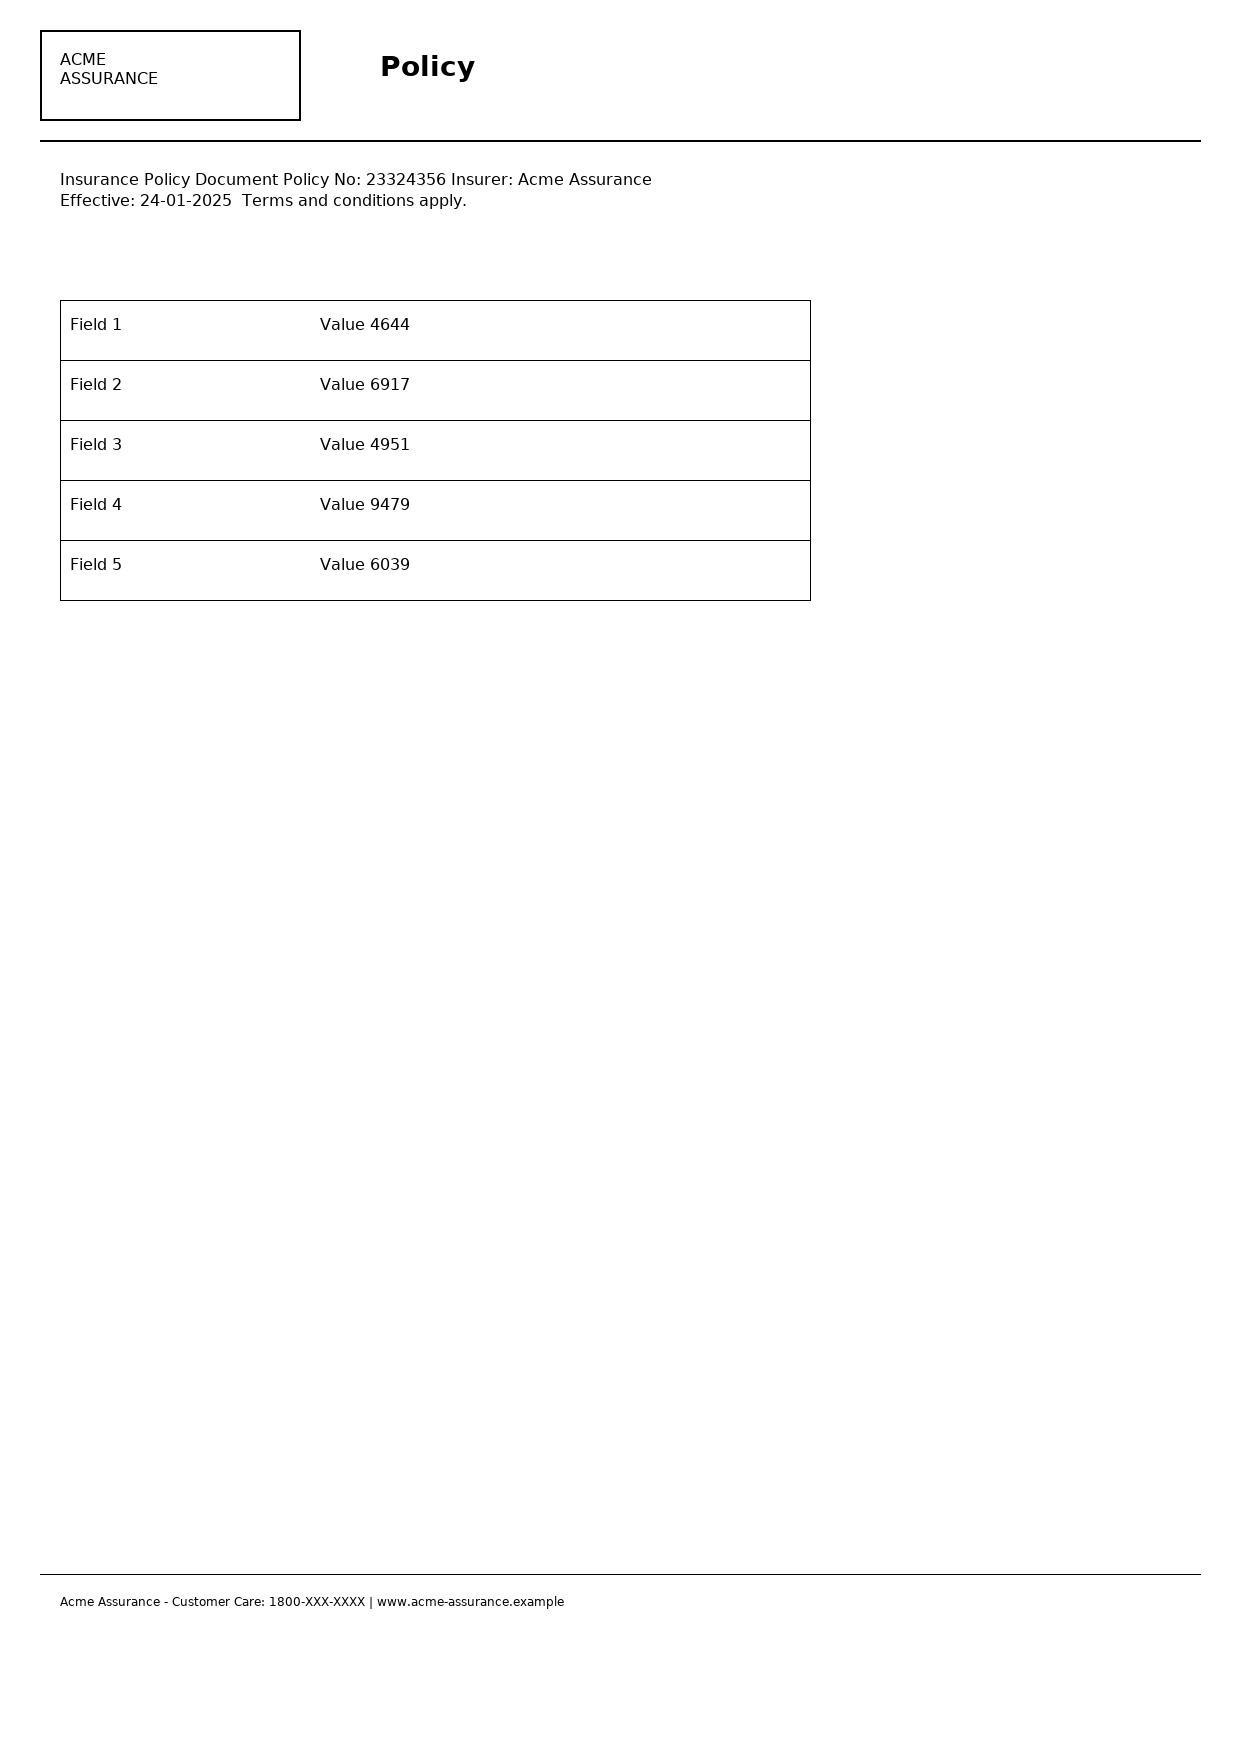 ACME
ASSURANCE
Policy
Insurance Policy Document Policy No: 23324356 Insurer: Acme Assurance
Effective: 24-01-2025  Terms and conditions apply.
Field 1 Value 4644
Field 2 Value 6917
Field 3 Value 4951
Field 4 Value 9479
Field 5 Value 6039
Acme Assurance - Customer Care: 1800-XXX-XXXX | www.acme-assurance.example